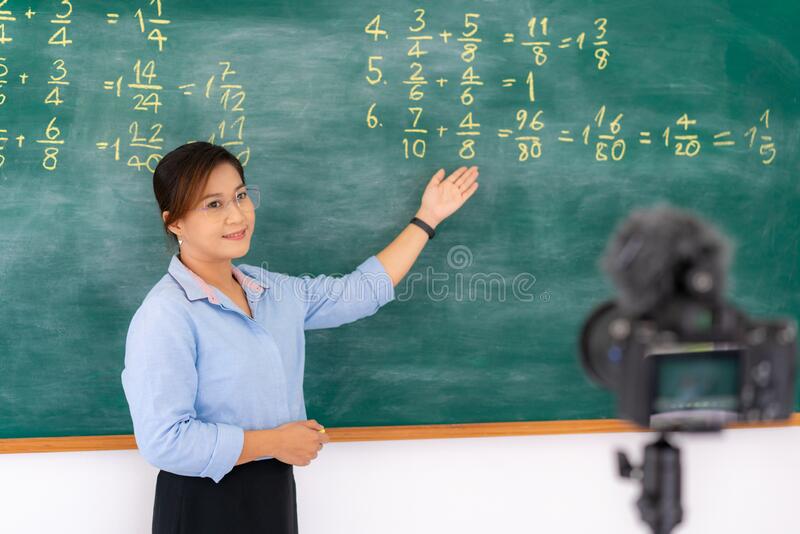 + 3/4 = 1 1/4
+ 3/4 = 1 14/24 = 1 7/12
+ 6/8 = 1 22/40
4. 3/4 + 5/8 = 11/8 = 1 3/8
5. 2/6 + 4/6 = 1
6. 7/10 + 4/8 = 96/80 = 1 16/80 = 1 4/20 = 1 1/5
dreamstime